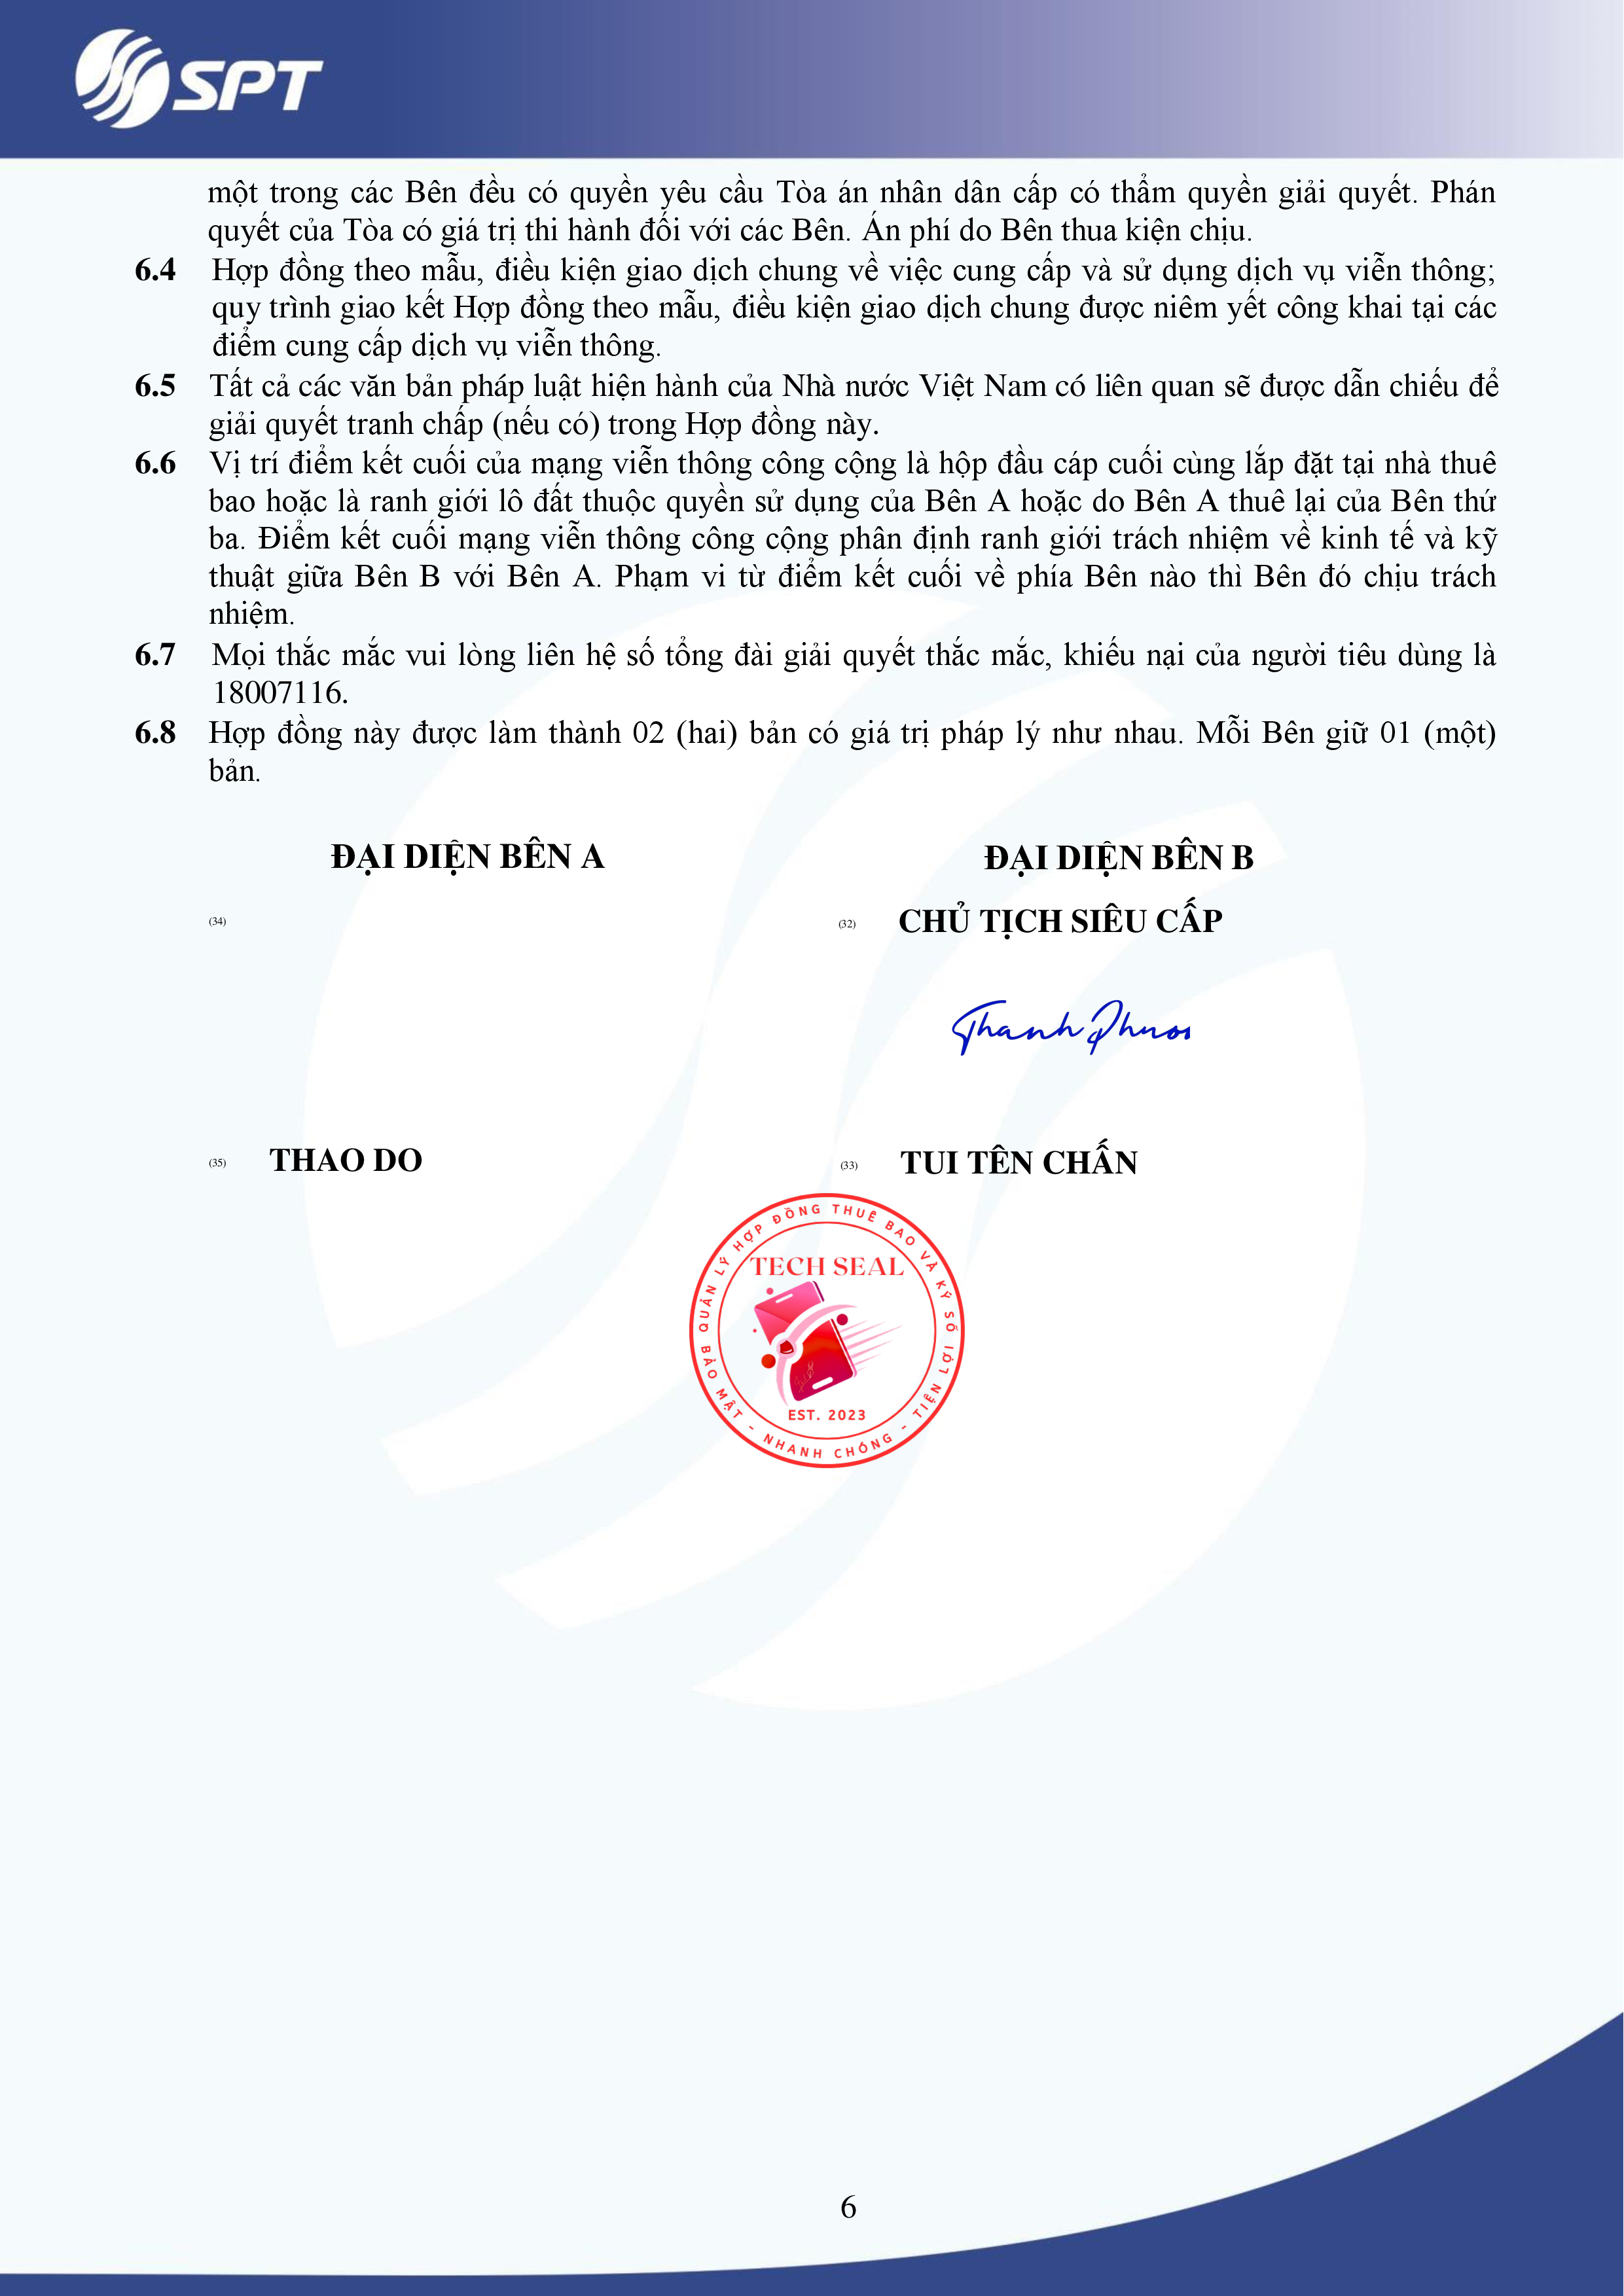 SPT
một trong các Bên đều có quyền yêu cầu Tòa án nhân dân cấp có thẩm quyền giải quyết. Phán
quyết của Tòa có giá trị thi hành đối với các Bên. Án phí do Bên thua kiện chịu.
6.4 Hợp đồng theo mẫu, điều kiện giao dịch chung về việc cung cấp và sử dụng dịch vụ viễn thông;
quy trình giao kết Hợp đồng theo mẫu, điều kiện giao dịch chung được niêm yết công khai tại các
điểm cung cấp dịch vụ viễn thông.
6.5 Tất cả các văn bản pháp luật hiện hành của Nhà nước Việt Nam có liên quan sẽ được dẫn chiếu để
giải quyết tranh chấp (nếu có) trong Hợp đồng này.
6.6 Vị trí điểm kết cuối của mạng viễn thông công cộng là hộp đầu cáp cuối cùng lắp đặt tại nhà thuê
bao hoặc là ranh giới lô đất thuộc quyền sử dụng của Bên A hoặc do Bên A thuê lại của Bên thứ
ba. Điểm kết cuối mạng viễn thông công cộng phân định ranh giới trách nhiệm về kinh tế và kỹ
thuật giữa Bên B với Bên A. Phạm vi từ điểm kết cuối về phía Bên nào thì Bên đó chịu trách
nhiệm.
6.7 Mọi thắc mắc vui lòng liên hệ số tổng đài giải quyết thắc mắc, khiếu nại của người tiêu dùng là
18007116.
6.8 Hợp đồng này được làm thành 02 (hai) bản có giá trị pháp lý như nhau. Mỗi Bên giữ 01 (một)
bản.
ĐẠI DIỆN BÊN A ĐẠI DIỆN BÊN B
(34) (32) CHỦ TỊCH SIÊU CẤP
Thanh Phuos
(35) THAO DO (33) TUI TÊN CHẤN
QUẢN LÝ HỢP ĐỒNG THUÊ BAO VÀ KÝ SỐ
TECH SEAL
EST. 2023
BẢO MẬT - NHANH CHÓNG - TIỆN LỢI
6